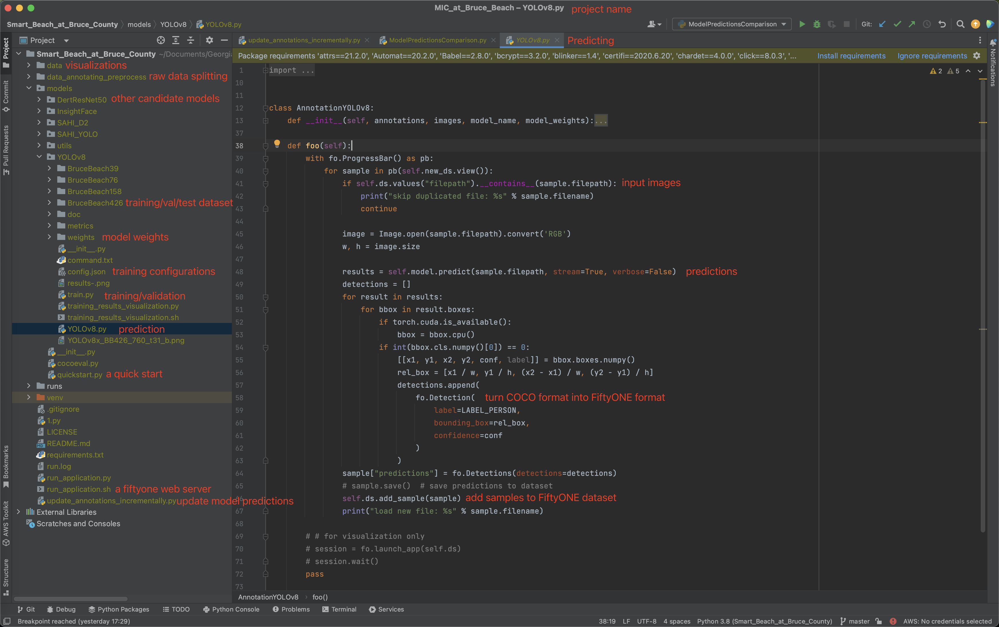 MIC_at_Bruce_Beach – YOLOv8.py project name
Smart_Beach_at_Bruce_County models YOLOv8 YOLOv8.py
ModelPredictionsComparison Git:
Project
Project
Commit
Pull Requests
Bookmarks
AWS Toolkit
Structure
Smart_Beach_at_Bruce_County ~/Documents/Georgia
data visualizations
data_annotating_preprocess raw data splitting
models
DertResNet50 other candidate models
InsightFace
SAHI_D2
SAHI_YOLO
utils
YOLOv8
BruceBeach39
BruceBeach76
BruceBeach158
BruceBeach426 training/val/test dataset
doc
metrics
weights model weights
__init__.py
command.txt
config.json training configurations
results-.png
train.py training/validation
training_results_visualization.py
training_results_visualization.sh
YOLOv8.py prediction
YOLOv8x_BB426_760_t31_b.png
__init__.py
cocoeval.py
quickstart.py a quick start
runs
venv
.gitignore
1.py
LICENSE
README.md
requirements.txt
run.log
run_application.py
run_application.sh a fiftyone web server
update_annotations_incrementally.py update model predictions
External Libraries
Scratches and Consoles
update_annotations_incrementally.py ModelPredictionsComparison.py YOLOv8.py Predicting
Package requirements 'attrs==21.2.0', 'Automat==20.2.0', 'Babel==2.8.0', 'bcrypt==3.2.0', 'blinker==1.4', 'certifi==2020.6.20', 'chardet==4.0.0', 'click==8.0.3', '... Install requirements Ignore requirements
Notifications
2 5
1 import ...
10
11
12 class AnnotationYOLOv8:
13 def __init__(self, annotations, images, model_name, model_weights):...
37
38 def foo(self):
39 with fo.ProgressBar() as pb:
40 for sample in pb(self.new_ds.view()):
41 if self.ds.values("filepath").__contains__(sample.filepath): input images
42 print("skip duplicated file: %s" % sample.filename)
43 continue
44
45 image = Image.open(sample.filepath).convert('RGB')
46 w, h = image.size
47
48 results = self.model.predict(sample.filepath, stream=True, verbose=False) predictions
49 detections = []
50 for result in results:
51 for bbox in result.boxes:
52 if torch.cuda.is_available():
53 bbox = bbox.cpu()
54 if int(bbox.cls.numpy()[0]) == 0:
55 [[x1, y1, x2, y2, conf, label]] = bbox.boxes.numpy()
56 rel_box = [x1 / w, y1 / h, (x2 - x1) / w, (y2 - y1) / h]
57 detections.append(
58 fo.Detection( turn COCO format into FiftyONE format
59 label=LABEL_PERSON,
60 bounding_box=rel_box,
61 confidence=conf
62 )
63 )
64 sample["predictions"] = fo.Detections(detections=detections)
65 # sample.save()  # save predictions to dataset
66 self.ds.add_sample(sample) add samples to FiftyONE dataset
67 print("load new file: %s" % sample.filename)
68
69 # # for visualization only
70 # session = fo.launch_app(self.ds)
71 # session.wait()
72 pass
73
AnnotationYOLOv8 foo()
Git Debug Python Packages TODO Python Console Problems Terminal Services
Breakpoint reached (yesterday 17:29) 38:19 LF UTF-8 4 spaces Python 3.8 (Smart_Beach_at_Bruce_County) master AWS: No credentials selected